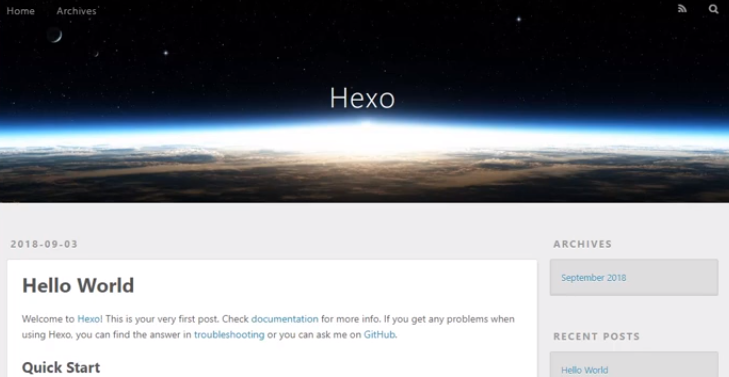 Home Archives
Hexo
2018-09-03
Hello World
Welcome to Hexo! This is your very first post. Check documentation for more info. If you get any problems when
using Hexo, you can find the answer in troubleshooting or you can ask me on GitHub.
Quick Start
ARCHIVES
September 2018
RECENT POSTS
Hello World